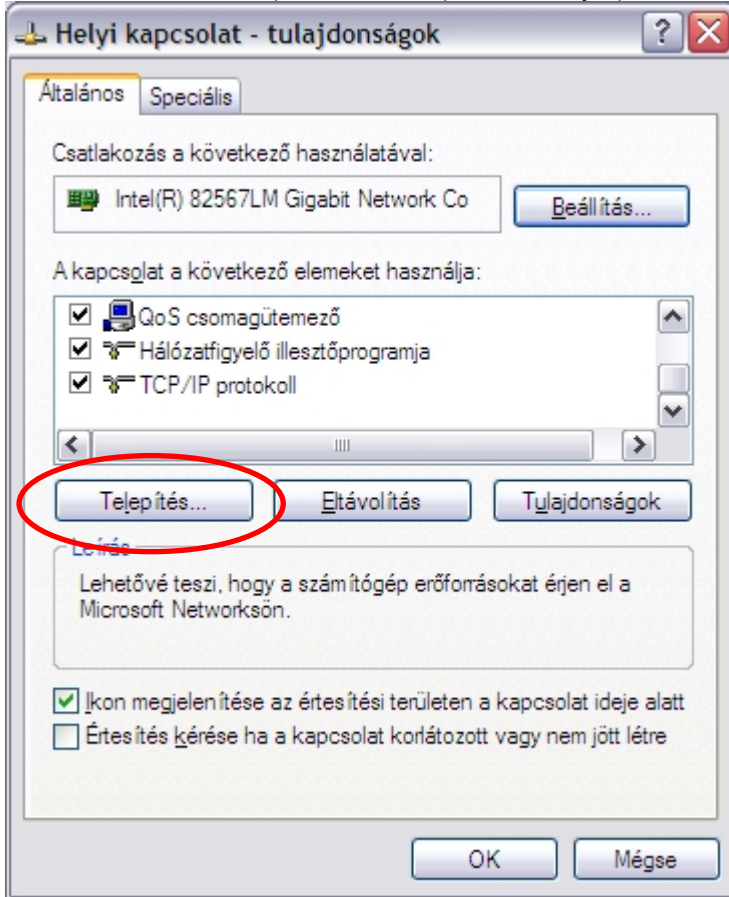 Helyi kapcsolat - tulajdonságok
Általános
Speciális
Csatlakozás a következő használatával:
Intel(R) 82567LM Gigabit Network Co
Beállítás...
A kapcsolat a következő elemeket használja:
QoS csomagütemező
Hálózatfigyelő illesztőprogramja
TCP/IP protokoll
Telepítés...
Eltávolítás
Tulajdonságok
Leírás
Lehetővé teszi, hogy a számítógép erőforrásokat érjen el a
Microsoft Networksön.
Ikon megjelenítése az értesítési területen a kapcsolat ideje alatt
Értesítés kérése ha a kapcsolat korlátozott vagy nem jött létre
OK
Mégse